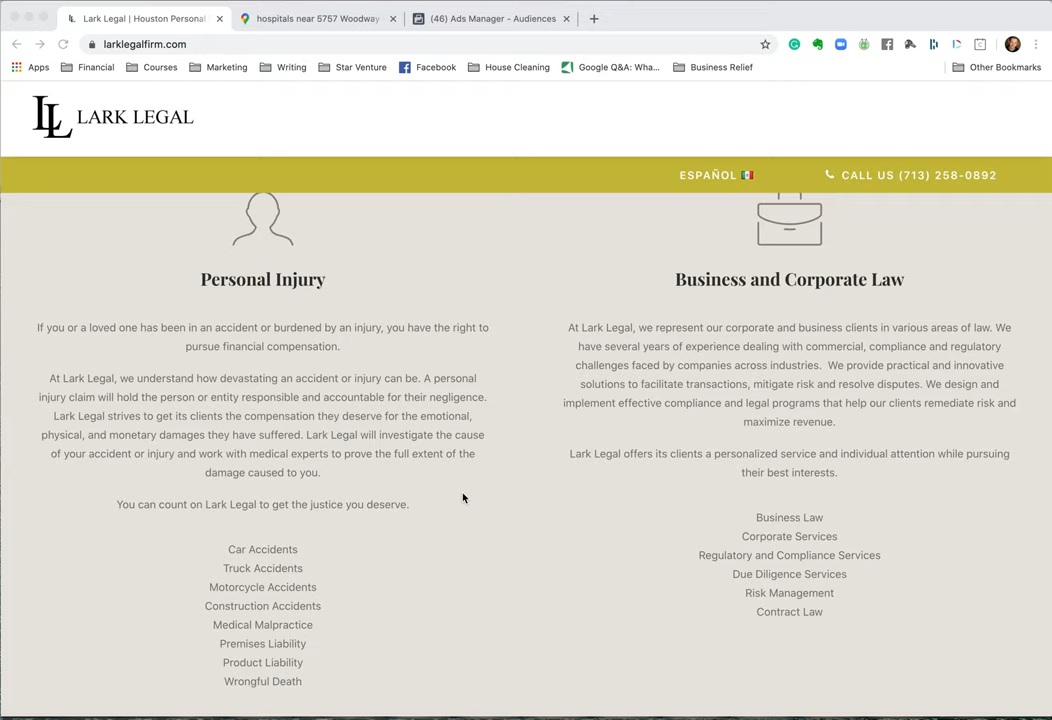 Lark Legal | Houston Personal
hospitals near 5757 Woodway
(46) Ads Manager - Audiences
larklegalfirm.com
Apps
Financial
Courses
Marketing
Writing
Star Venture
Facebook
House Cleaning
Google Q&A: Wha...
Business Relief
Other Bookmarks
LL LARK LEGAL
ESPAÑOL
CALL US (713) 258-0892
Personal Injury
If you or a loved one has been in an accident or burdened by an injury, you have the right to
pursue financial compensation.
At Lark Legal, we understand how devastating an accident or injury can be. A personal
injury claim will hold the person or entity responsible and accountable for their negligence.
Lark Legal strives to get its clients the compensation they deserve for the emotional,
physical, and monetary damages they have suffered. Lark Legal will investigate the cause
of your accident or injury and work with medical experts to prove the full extent of the
damage caused to you.
You can count on Lark Legal to get the justice you deserve.
Car Accidents
Truck Accidents
Motorcycle Accidents
Construction Accidents
Medical Malpractice
Premises Liability
Product Liability
Wrongful Death
Business and Corporate Law
At Lark Legal, we represent our corporate and business clients in various areas of law. We
have several years of experience dealing with commercial, compliance and regulatory
challenges faced by companies across industries. We provide practical and innovative
solutions to facilitate transactions, mitigate risk and resolve disputes. We design and
implement effective compliance and legal programs that help our clients remediate risk and
maximize revenue.
Lark Legal offers its clients a personalized service and individual attention while pursuing
their best interests.
Business Law
Corporate Services
Regulatory and Compliance Services
Due Diligence Services
Risk Management
Contract Law